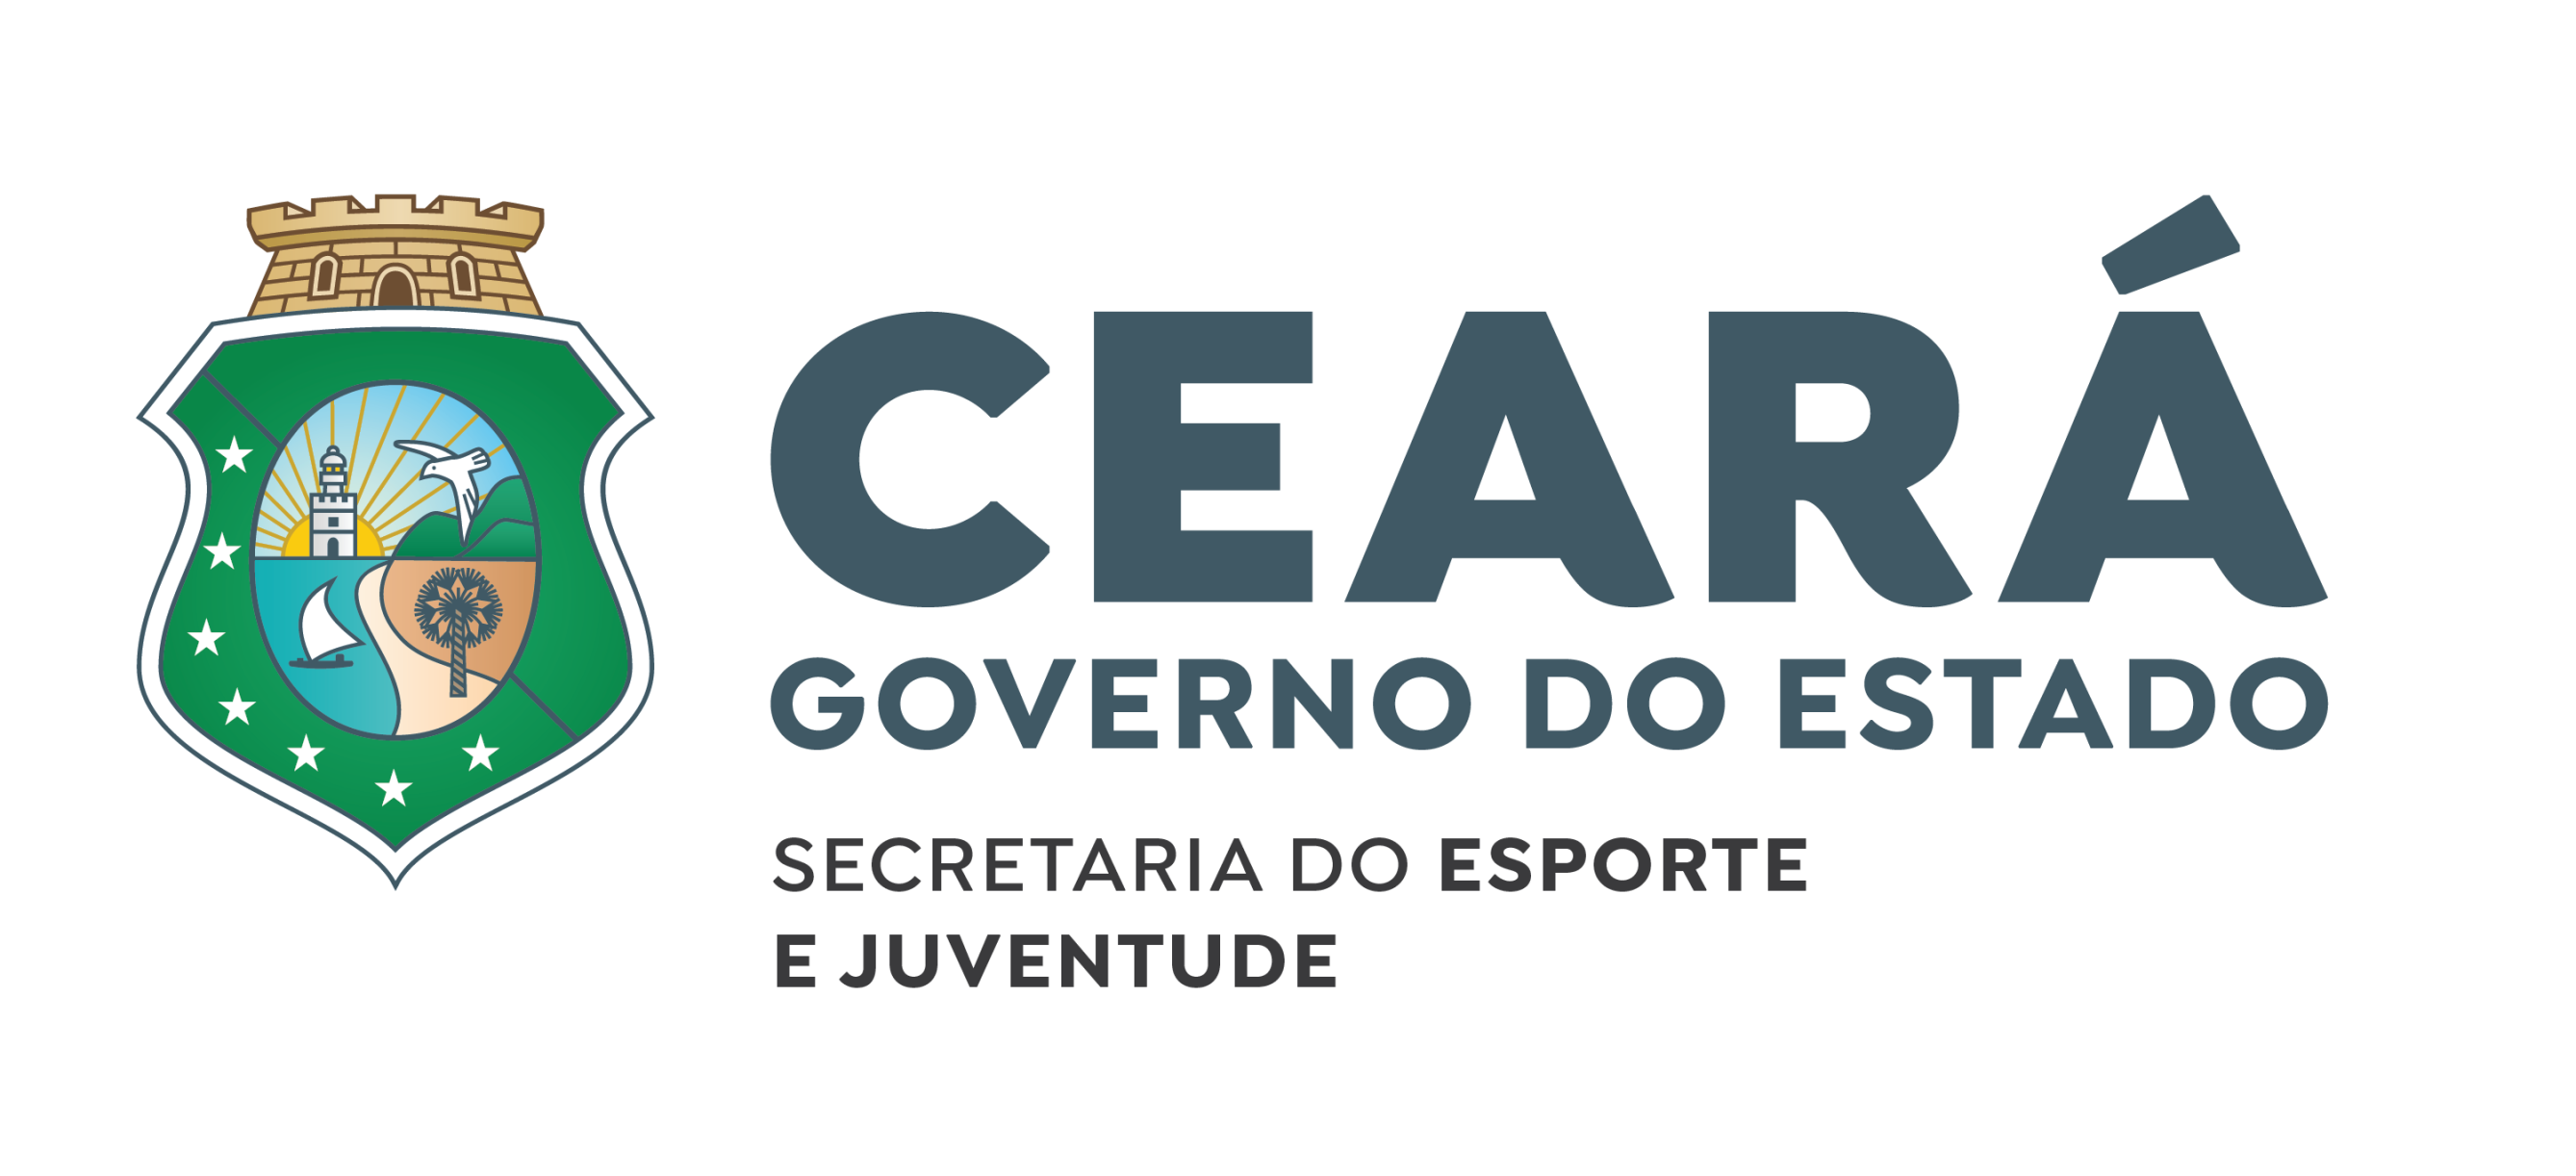 CEARÁ
GOVERNO DO ESTADO
SECRETARIA DO ESPORTE
E JUVENTUDE